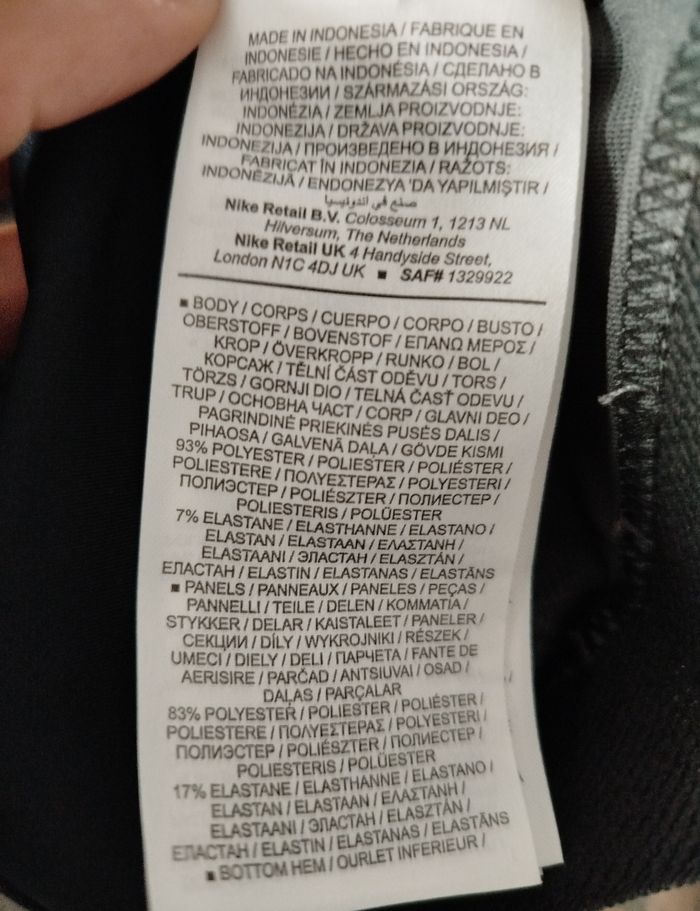 MADE IN INDONESIA / FABRIQUE EN
INDONESIE / HECHO EN INDONESIA /
FABRICADO NA INDONÉSIA / СДЕЛАНО В
ИНДОНЕЗИИ / SZÁRMAZÁSI ORSZÁG:
INDONÉZIA / ZEMLJA PROIZVODNJE:
INDONEZIJA / DRŽAVA PROIZVODNJE:
INDONEZIJA / ПРОИЗВЕДЕНО В ИНДОНЕЗИЯ /
FABRICAT ÎN INDONEZIA / RAŽOTS:
INDONĒZIJĀ / ENDONEZYA 'DA YAPILMIŞTIR /
صنع في اندونيسيا
Nike Retail B.V. Colosseum 1, 1213 NL
Hilversum, The Netherlands
Nike Retail UK 4 Handyside Street,
London N1C 4DJ UK ■ SAF# 1329922
■ BODY / CORPS / CUERPO / CORPO / BUSTO /
OBERSTOFF / BOVENSTOF / ΕΠΑΝΩ ΜΕΡΟΣ /
KROP / ÖVERKROPP / RUNKO / BOL /
КОРСАЖ / TĚLNÍ ČÁST ODĚVU / TORS /
TÖRZS / GORNJI DIO / TELNÁ ČASŤ ODEVU /
TRUP / ОСНОВНА ЧАСТ / CORP / GLAVNI DEO /
PAGRINDINĖ PRIEKINĖS PUSĖS DALIS /
PIHAOSA / GALVENĀ DAĻA / GÖVDE KISMI
93% POLYESTER / POLIESTER / POLIÉSTER /
POLIESTERE / ΠΟΛΥΕΣΤΕΡΑΣ / POLYESTERI /
ПОЛИЭСТЕР / POLIÉSZTER / ПОЛИЕСТЕР /
POLIESTERIS / POLÜESTER
7% ELASTANE / ELASTHANNE / ELASTANO /
ELASTAN / ELASTAAN / ΕΛΑΣΤΑΝΗ /
ELASTAANI / ЭЛАСТАН / ELASZTÁN /
ЕЛАСТАН / ELASTIN / ELASTANAS / ELASTĀNS
■ PANELS / PANNEAUX / PANELES / PEÇAS /
PANNELLI / TEILE / DELEN / ΚΟΜΜΑΤΙΑ /
STYKKER / DELAR / KAISTALEET / PANELER /
СЕКЦИИ / DÍLY / WYKROJNIKI / RÉSZEK /
UMECI / DIELY / DELI / ПАРЧЕТА / FANTE DE
AERISIRE / PARČAD / ANTSIUVAI / OSAD /
DAĻAS / PARÇALAR
83% POLYESTER / POLIESTER / POLIÉSTER /
POLIESTERE / ΠΟΛΥΕΣΤΕΡΑΣ / POLYESTERI /
ПОЛИЭСТЕР / POLIÉSZTER / ПОЛИЕСТЕР /
POLIESTERIS / POLÜESTER
17% ELASTANE / ELASTHANNE / ELASTANO /
ELASTAN / ELASTAAN / ΕΛΑΣΤΑΝΗ /
ELASTAANI / ЭЛАСТАН / ELASZTÁN /
ЕЛАСТАН / ELASTIN / ELASTANAS / ELASTĀNS
■ BOTTOM HEM / OURLET INFERIEUR /